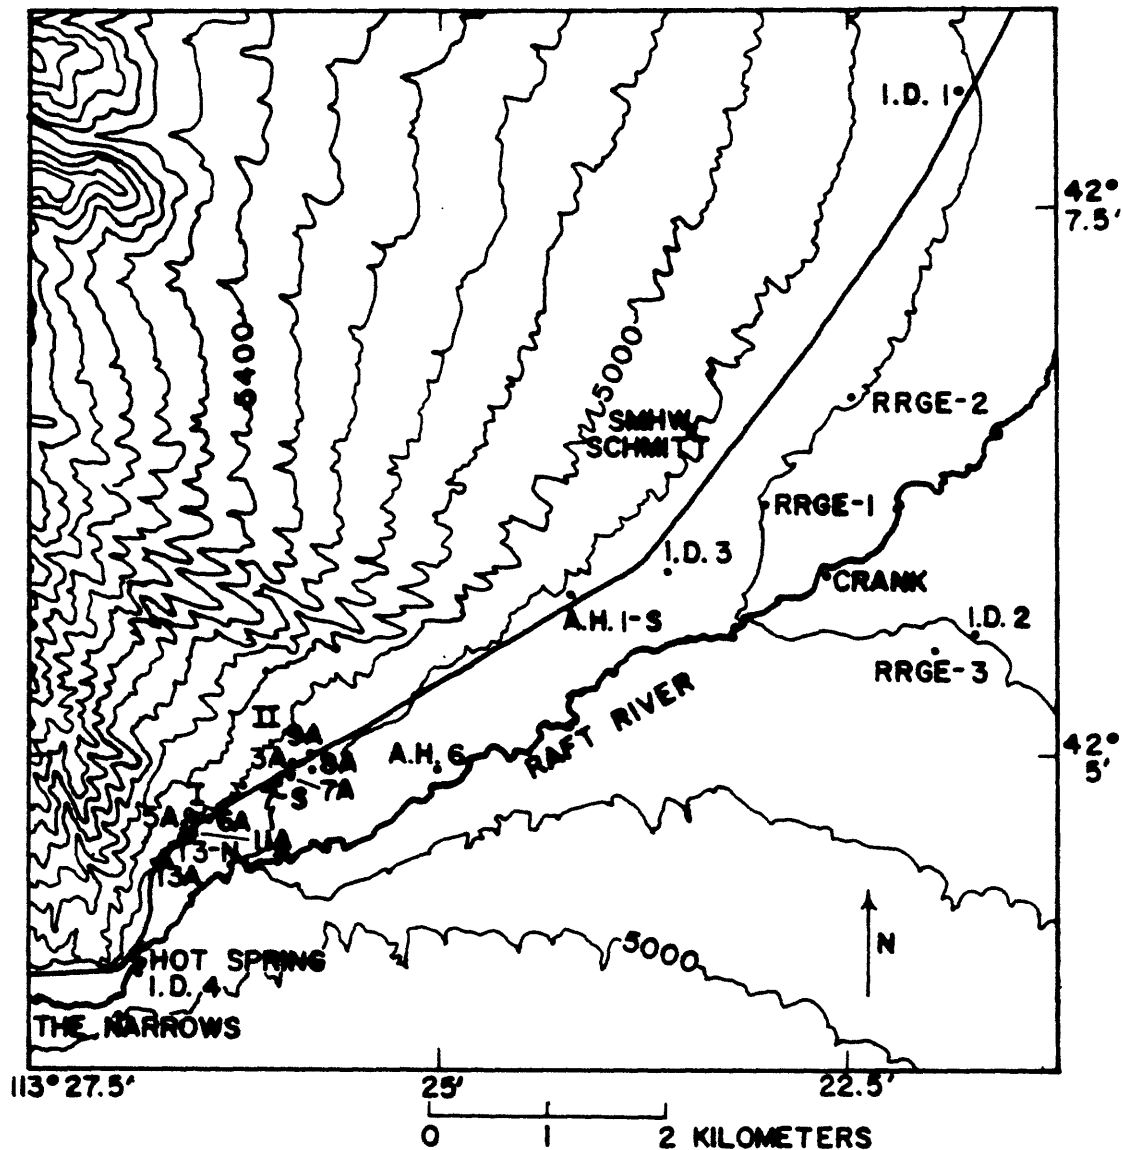 I.D. 1
42°
7.5'
5400
5000
RRGE-2
SMHW
SCHMITT
RRGE-1
I.D. 3
CRANK
A.H. 1-S
I.D. 2
RRGE-3
RAFT RIVER
II
9A
3A
8A
A.H. 6
42°
5'
7A
S
I
5A
6A
11A
13-N
13A
N
5000
HOT SPRING
I.D. 4
THE NARROWS
113° 27.5'
25'
22.5'
0 1 2 KILOMETERS